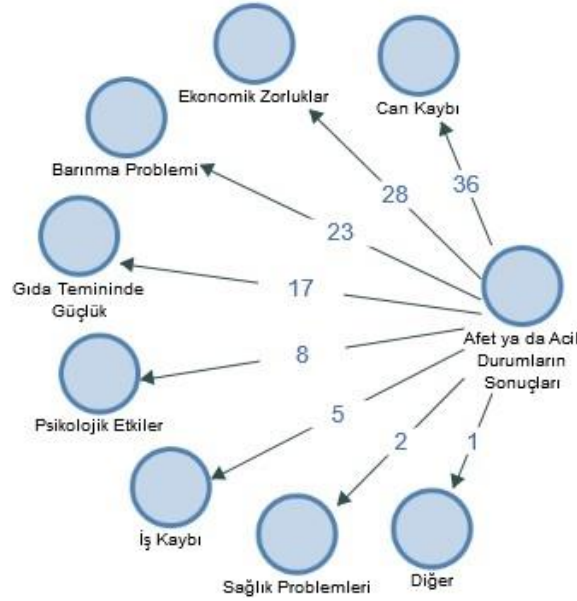 Ekonomik Zorluklar
Can Kaybı
Barınma Problemi
36
28
23
Gıda Temininde
Güçlük
17
Afet ya da Acil
Durumların
Sonuçları
8
Psikolojik Etkiler
5
2
1
İş Kaybı
Sağlık Problemleri
Diğer